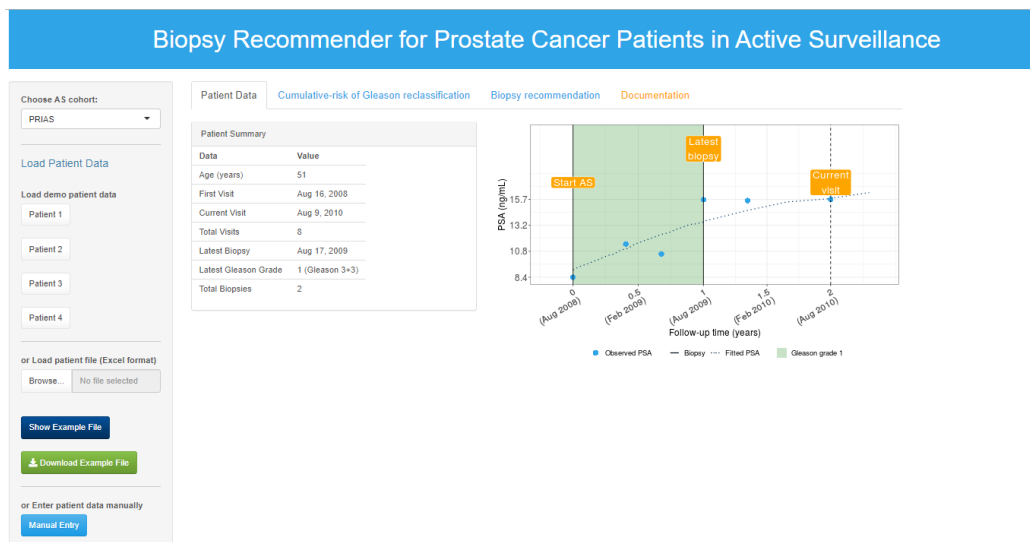 Biopsy Recommender for Prostate Cancer Patients in Active Surveillance
Choose AS cohort:
PRIAS
Load Patient Data
Load demo patient data
Patient 1
Patient 2
Patient 3
Patient 4
or Load patient file (Excel format)
Browse... No file selected
Show Example File
Download Example File
or Enter patient data manually
Manual Entry
Patient Data Cumulative-risk of Gleason reclassification Biopsy recommendation Documentation
Patient Summary
Data Value
Age (years) 51
First Visit Aug 16, 2008
Current Visit Aug 9, 2010
Total Visits 8
Latest Biopsy Aug 17, 2009
Latest Gleason Grade 1 (Gleason 3+3)
Total Biopsies 2
PSA (ng/mL)
15.7
13.2
10.8
8.4
Start AS
Latest
biopsy
Current
visit
0
(Aug 2008)
0.5
(Feb 2009)
1
(Aug 2009)
1.5
(Feb 2010)
2
(Aug 2010)
Follow-up time (years)
Observed PSA Biopsy Fitted PSA Gleason grade 1